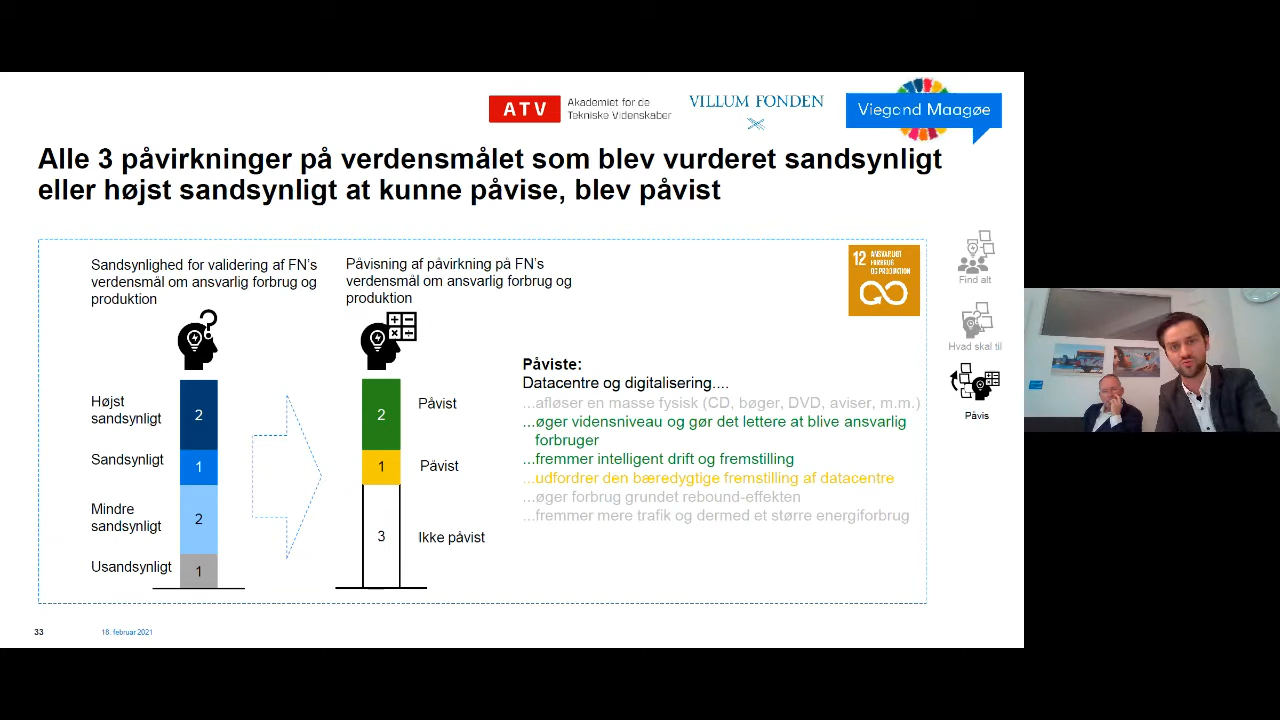 ATV
Akademiet for de
Tekniske Videnskaber
VILLUM FONDEN
Viegand Maagøe
Alle 3 påvirkninger på verdensmålet som blev vurderet sandsynligt
eller højst sandsynligt at kunne påvise, blev påvist
Sandsynlighed for validering af FN's
verdensmål om ansvarlig forbrug og
produktion
Højst
sandsynligt
2
Sandsynligt
1
Mindre
sandsynligt
2
Usandsynligt
1
Påvisning af påvirkning på FN's
verdensmål om ansvarligt forbrug og
produktion
2
Påvist
1
Påvist
3
Ikke påvist
12 ANSVARLIGT
FORBRUG
OG PRODUKTION
Påviste:
Datacentre og digitalisering....
...afløser en masse fysisk (CD, bøger, DVD, aviser, m.m.)
...øger vidensniveau og gør det lettere at blive ansvarlig
forbruger
...fremmer intelligent drift og fremstilling
...udfordrer den bæredygtige fremstilling af datacentre
...øger forbrug grundet rebound-effekten
...fremmer mere trafik og dermed et større energiforbrug
Find alt
Hvad skal til
Påvis
33
18. februar 2021